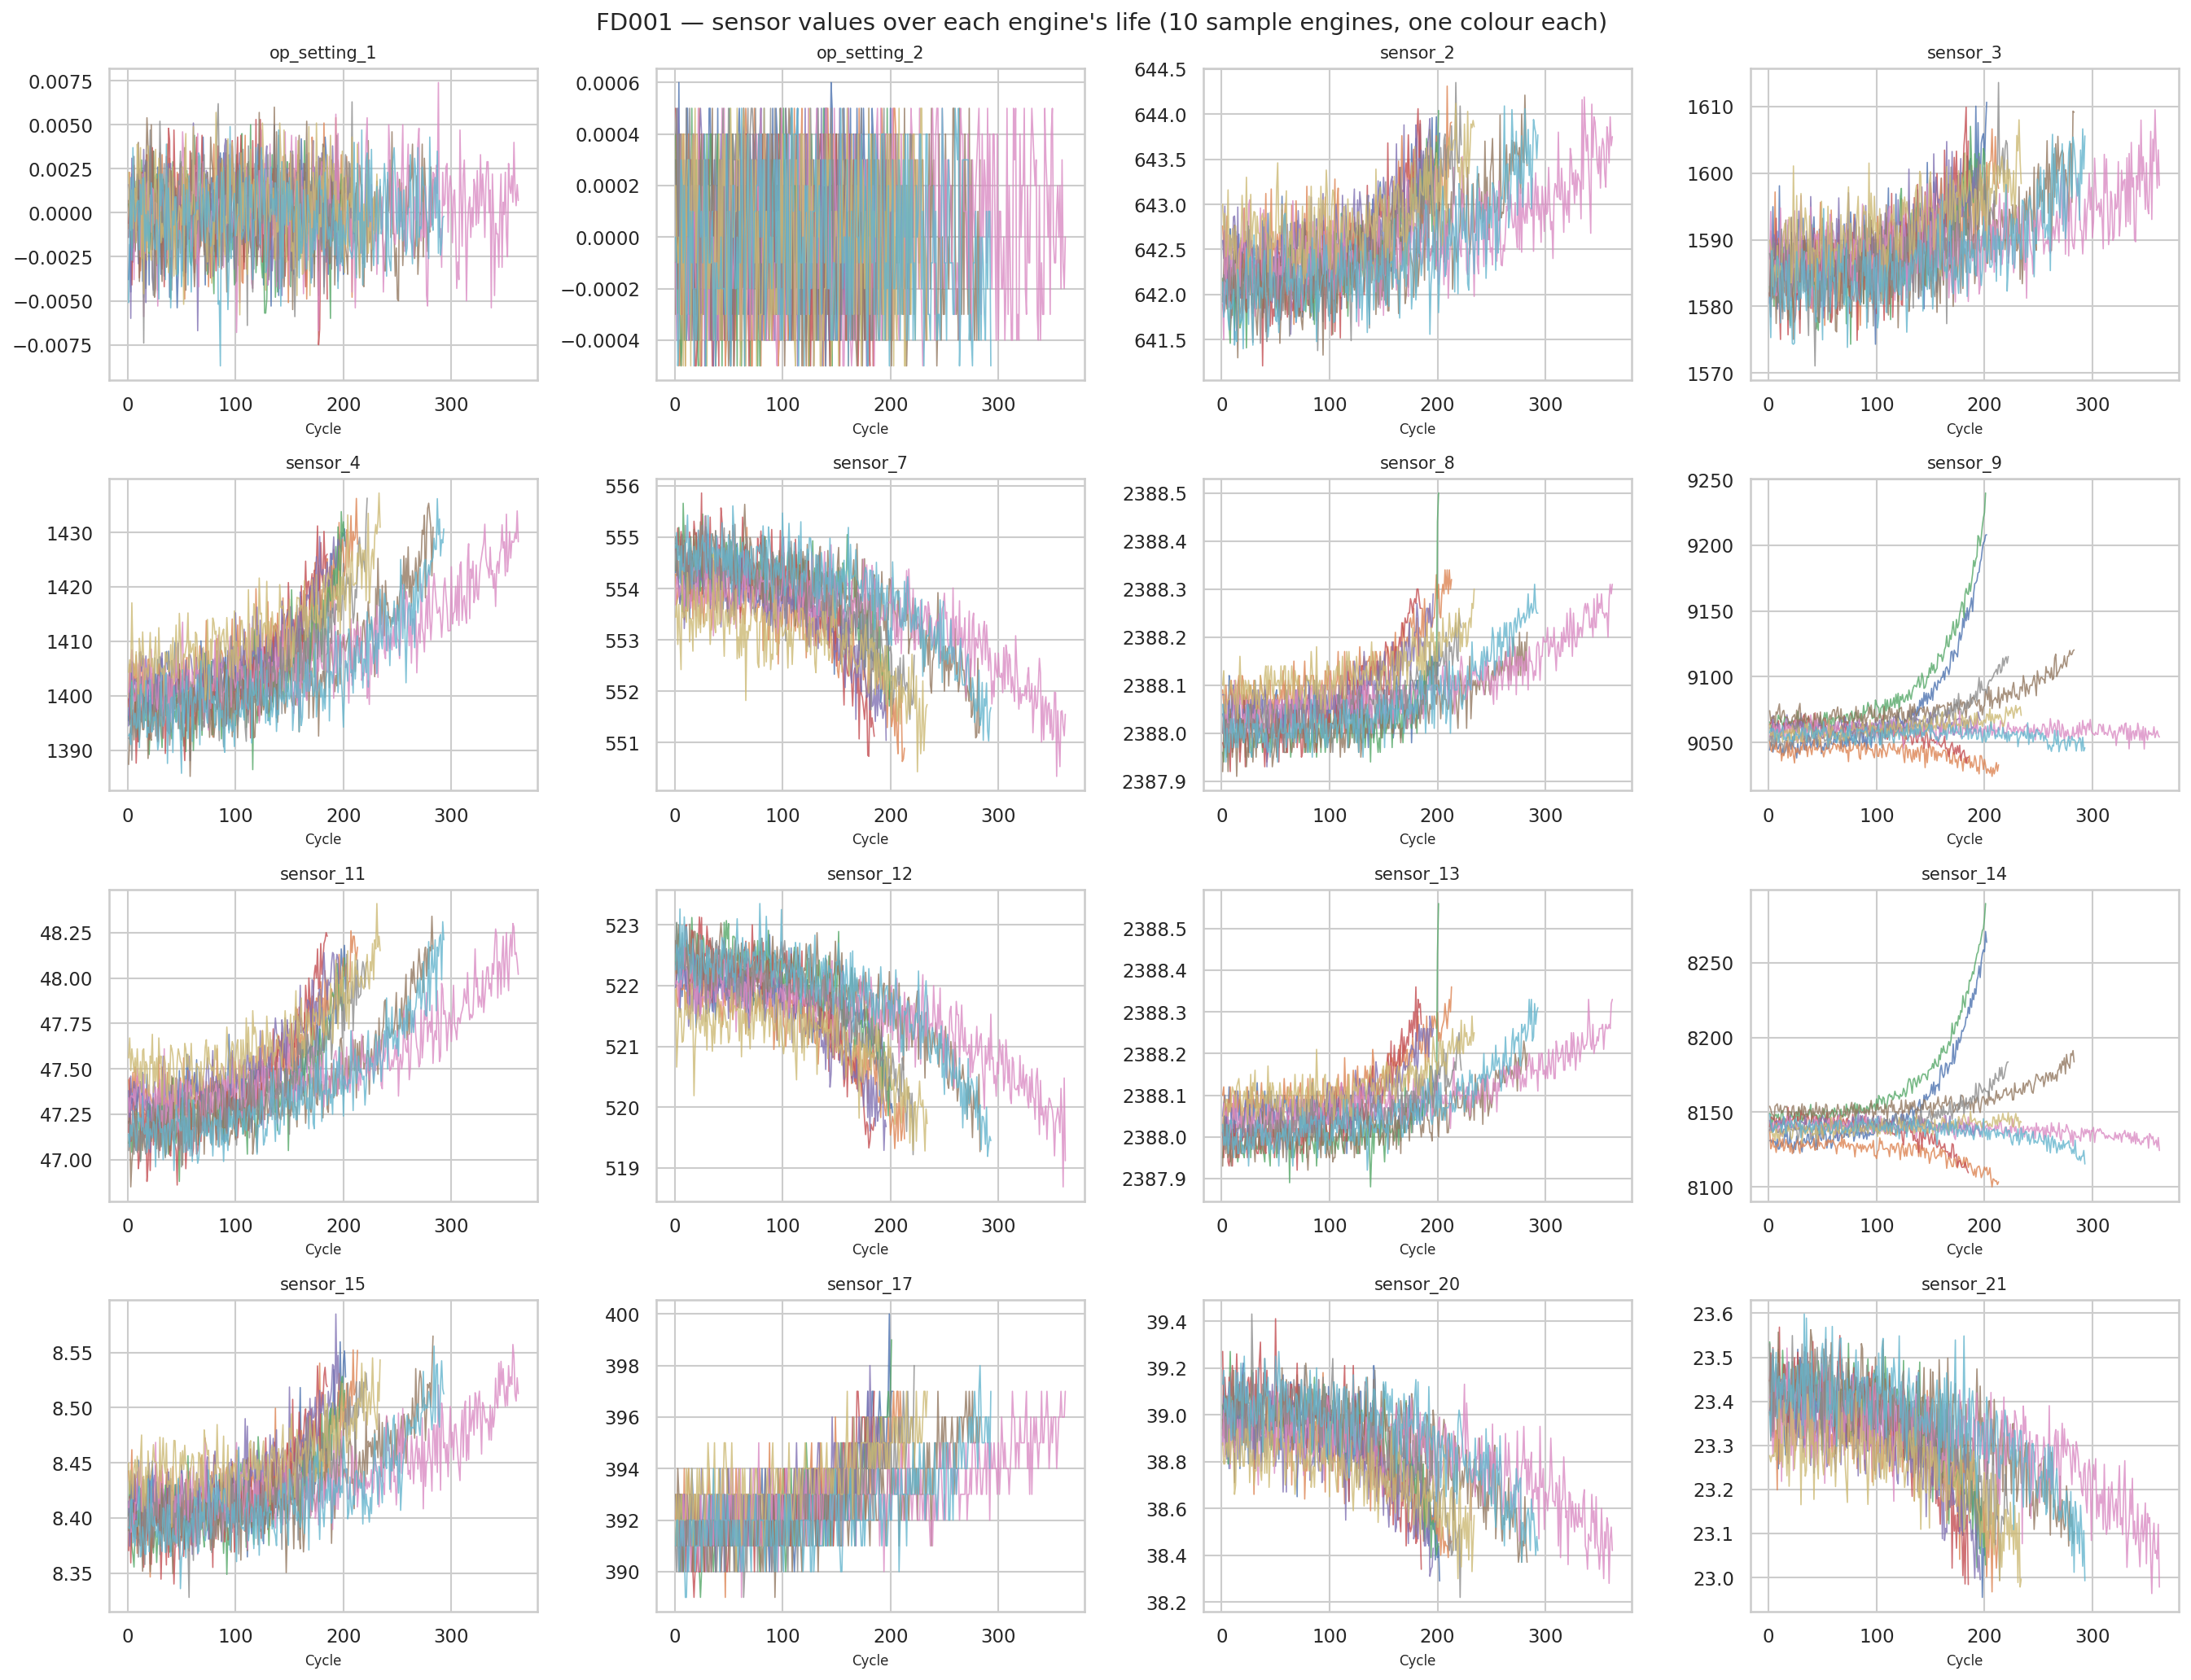 FD001 — sensor values over each engine's life (10 sample engines, one colour each)
op_setting_1
0.0075
0.0050
0.0025
0.0000
−0.0025
−0.0050
−0.0075
0 100 200 300
Cycle
op_setting_2
0.0006
0.0004
0.0002
0.0000
−0.0002
−0.0004
0 100 200 300
Cycle
sensor_2
644.5
644.0
643.5
643.0
642.5
642.0
641.5
0 100 200 300
Cycle
sensor_3
1610
1600
1590
1580
1570
0 100 200 300
Cycle
sensor_4
1430
1420
1410
1400
1390
0 100 200 300
Cycle
sensor_7
556
555
554
553
552
551
0 100 200 300
Cycle
sensor_8
2388.5
2388.4
2388.3
2388.2
2388.1
2388.0
2387.9
0 100 200 300
Cycle
sensor_9
9250
9200
9150
9100
9050
0 100 200 300
Cycle
sensor_11
48.25
48.00
47.75
47.50
47.25
47.00
0 100 200 300
Cycle
sensor_12
523
522
521
520
519
0 100 200 300
Cycle
sensor_13
2388.5
2388.4
2388.3
2388.2
2388.1
2388.0
2387.9
0 100 200 300
Cycle
sensor_14
8250
8200
8150
8100
0 100 200 300
Cycle
sensor_15
8.55
8.50
8.45
8.40
8.35
0 100 200 300
Cycle
sensor_17
400
398
396
394
392
390
0 100 200 300
Cycle
sensor_20
39.4
39.2
39.0
38.8
38.6
38.4
38.2
0 100 200 300
Cycle
sensor_21
23.6
23.5
23.4
23.3
23.2
23.1
23.0
0 100 200 300
Cycle